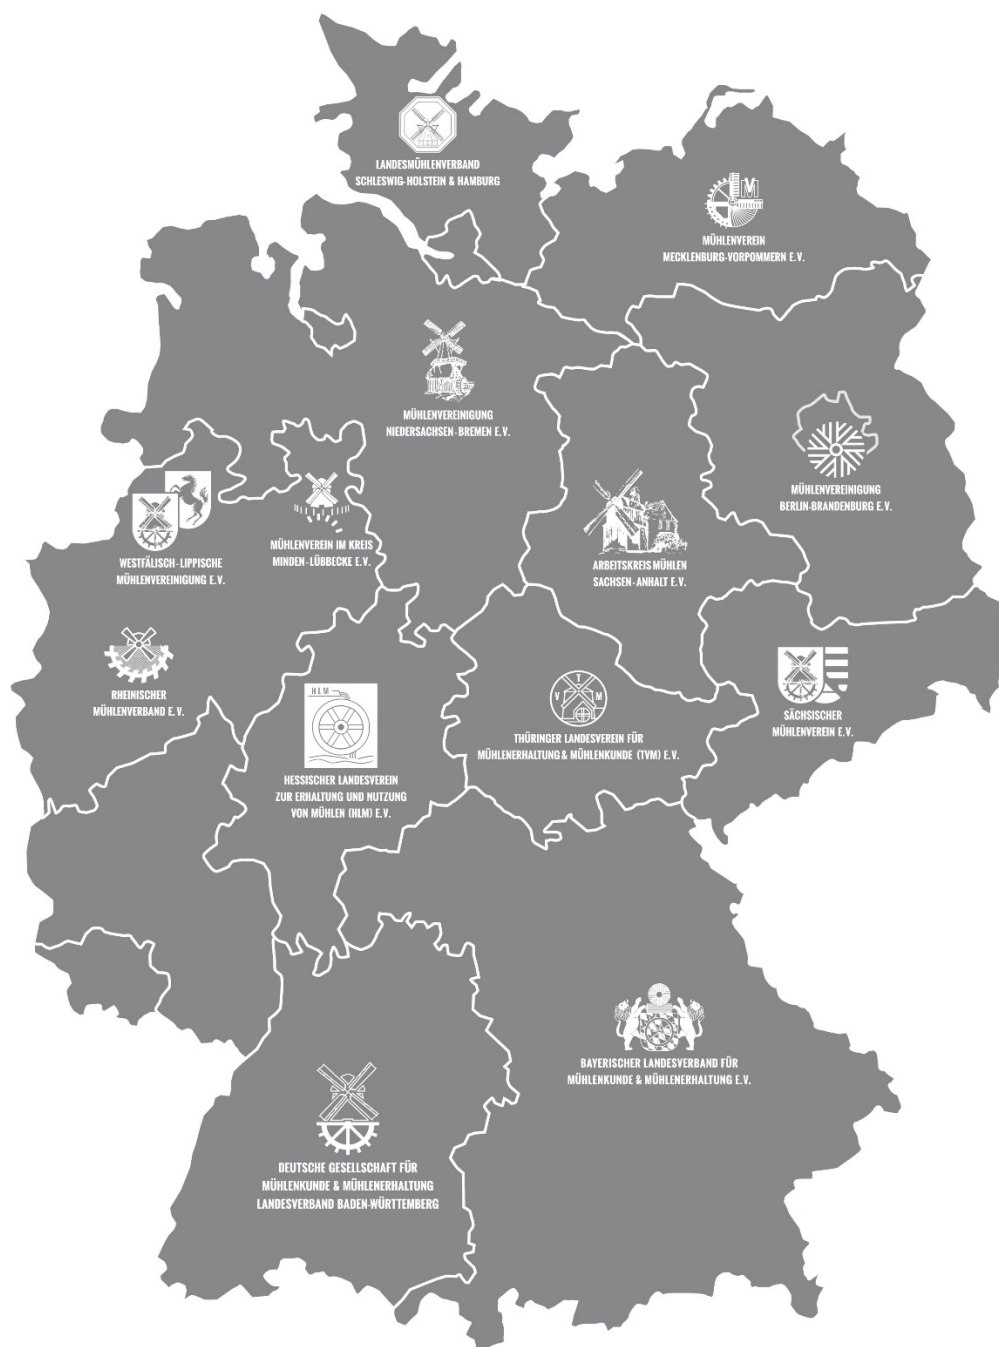 LANDESMÜHLENVERBAND
SCHLESWIG-HOLSTEIN & HAMBURG
M
MÜHLENVEREIN
MECKLENBURG-VORPOMMERN E.V.
MÜHLENVEREINIGUNG
NIEDERSACHSEN-BREMEN E.V.
MÜHLENVEREINIGUNG
BERLIN-BRANDENBURG E.V.
WESTFÄLISCH-LIPPISCHE
MÜHLENVEREINIGUNG E.V.
MÜHLENVEREIN IM KREIS
MINDEN-LÜBBECKE E.V.
ARBEITSKREIS MÜHLEN
SACHSEN-ANHALT E.V.
RHEINISCHER
MÜHLENVERBAND E.V.
HLM
HESSISCHER LANDESVEREIN
ZUR ERHALTUNG UND NUTZUNG
VON MÜHLEN (HLM) E.V.
T
V M
THÜRINGER LANDESVEREIN FÜR
MÜHLENERHALTUNG & MÜHLENKUNDE (TVM) E.V.
SÄCHSISCHER
MÜHLENVEREIN E.V.
BAYERISCHER LANDESVERBAND FÜR
MÜHLENKUNDE & MÜHLENERHALTUNG E.V.
DEUTSCHE GESELLSCHAFT FÜR
MÜHLENKUNDE & MÜHLENERHALTUNG
LANDESVERBAND BADEN-WÜRTTEMBERG